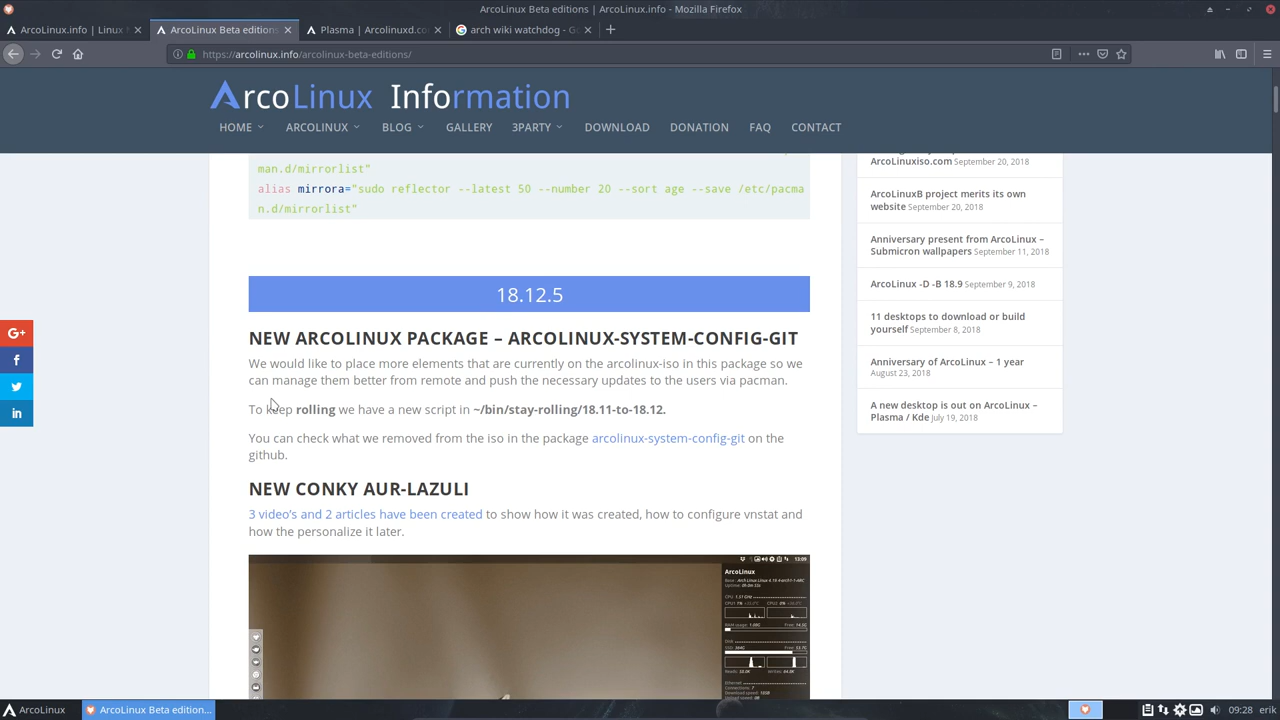 ArcoLinux Beta editions | ArcoLinux.info - Mozilla Firefox
ArcoLinux.info | Linux
ArcoLinux Beta editions
Plasma | Arcolinuxd.co
arch wiki watchdog - Go
https://arcolinux.info/arcolinux-beta-editions/
ArcoLinux Information
HOME
ARCOLINUX
BLOG
GALLERY
3PARTY
DOWNLOAD
DONATION
FAQ
CONTACT
man.d/mirrorlist"
alias mirrora="sudo reflector --latest 50 --number 20 --sort age --save /etc/pacma
n.d/mirrorlist"
18.12.5
NEW ARCOLINUX PACKAGE – ARCOLINUX-SYSTEM-CONFIG-GIT
We would like to place more elements that are currently on the arcolinux-iso in this package so we
can manage them better from remote and push the necessary updates to the users via pacman.
To keep rolling we have a new script in ~/bin/stay-rolling/18.11-to-18.12.
You can check what we removed from the iso in the package arcolinux-system-config-git on the
github.
NEW CONKY AUR-LAZULI
3 video's and 2 articles have been created to show how it was created, how to configure vnstat and
how the personalize it later.
13:09
ArcoLinux
ArcoLinuxiso.com September 20, 2018
ArcoLinuxB project merits its own
website September 20, 2018
Anniversary present from ArcoLinux –
Submicron wallpapers September 11, 2018
ArcoLinux -D -B 18.9 September 9, 2018
11 desktops to download or build
yourself September 8, 2018
Anniversary of ArcoLinux – 1 year
August 23, 2018
A new desktop is out on ArcoLinux –
Plasma / Kde July 19, 2018
G+
f
in
ArcoLinux
ArcoLinux Beta edition...
09:28
erik